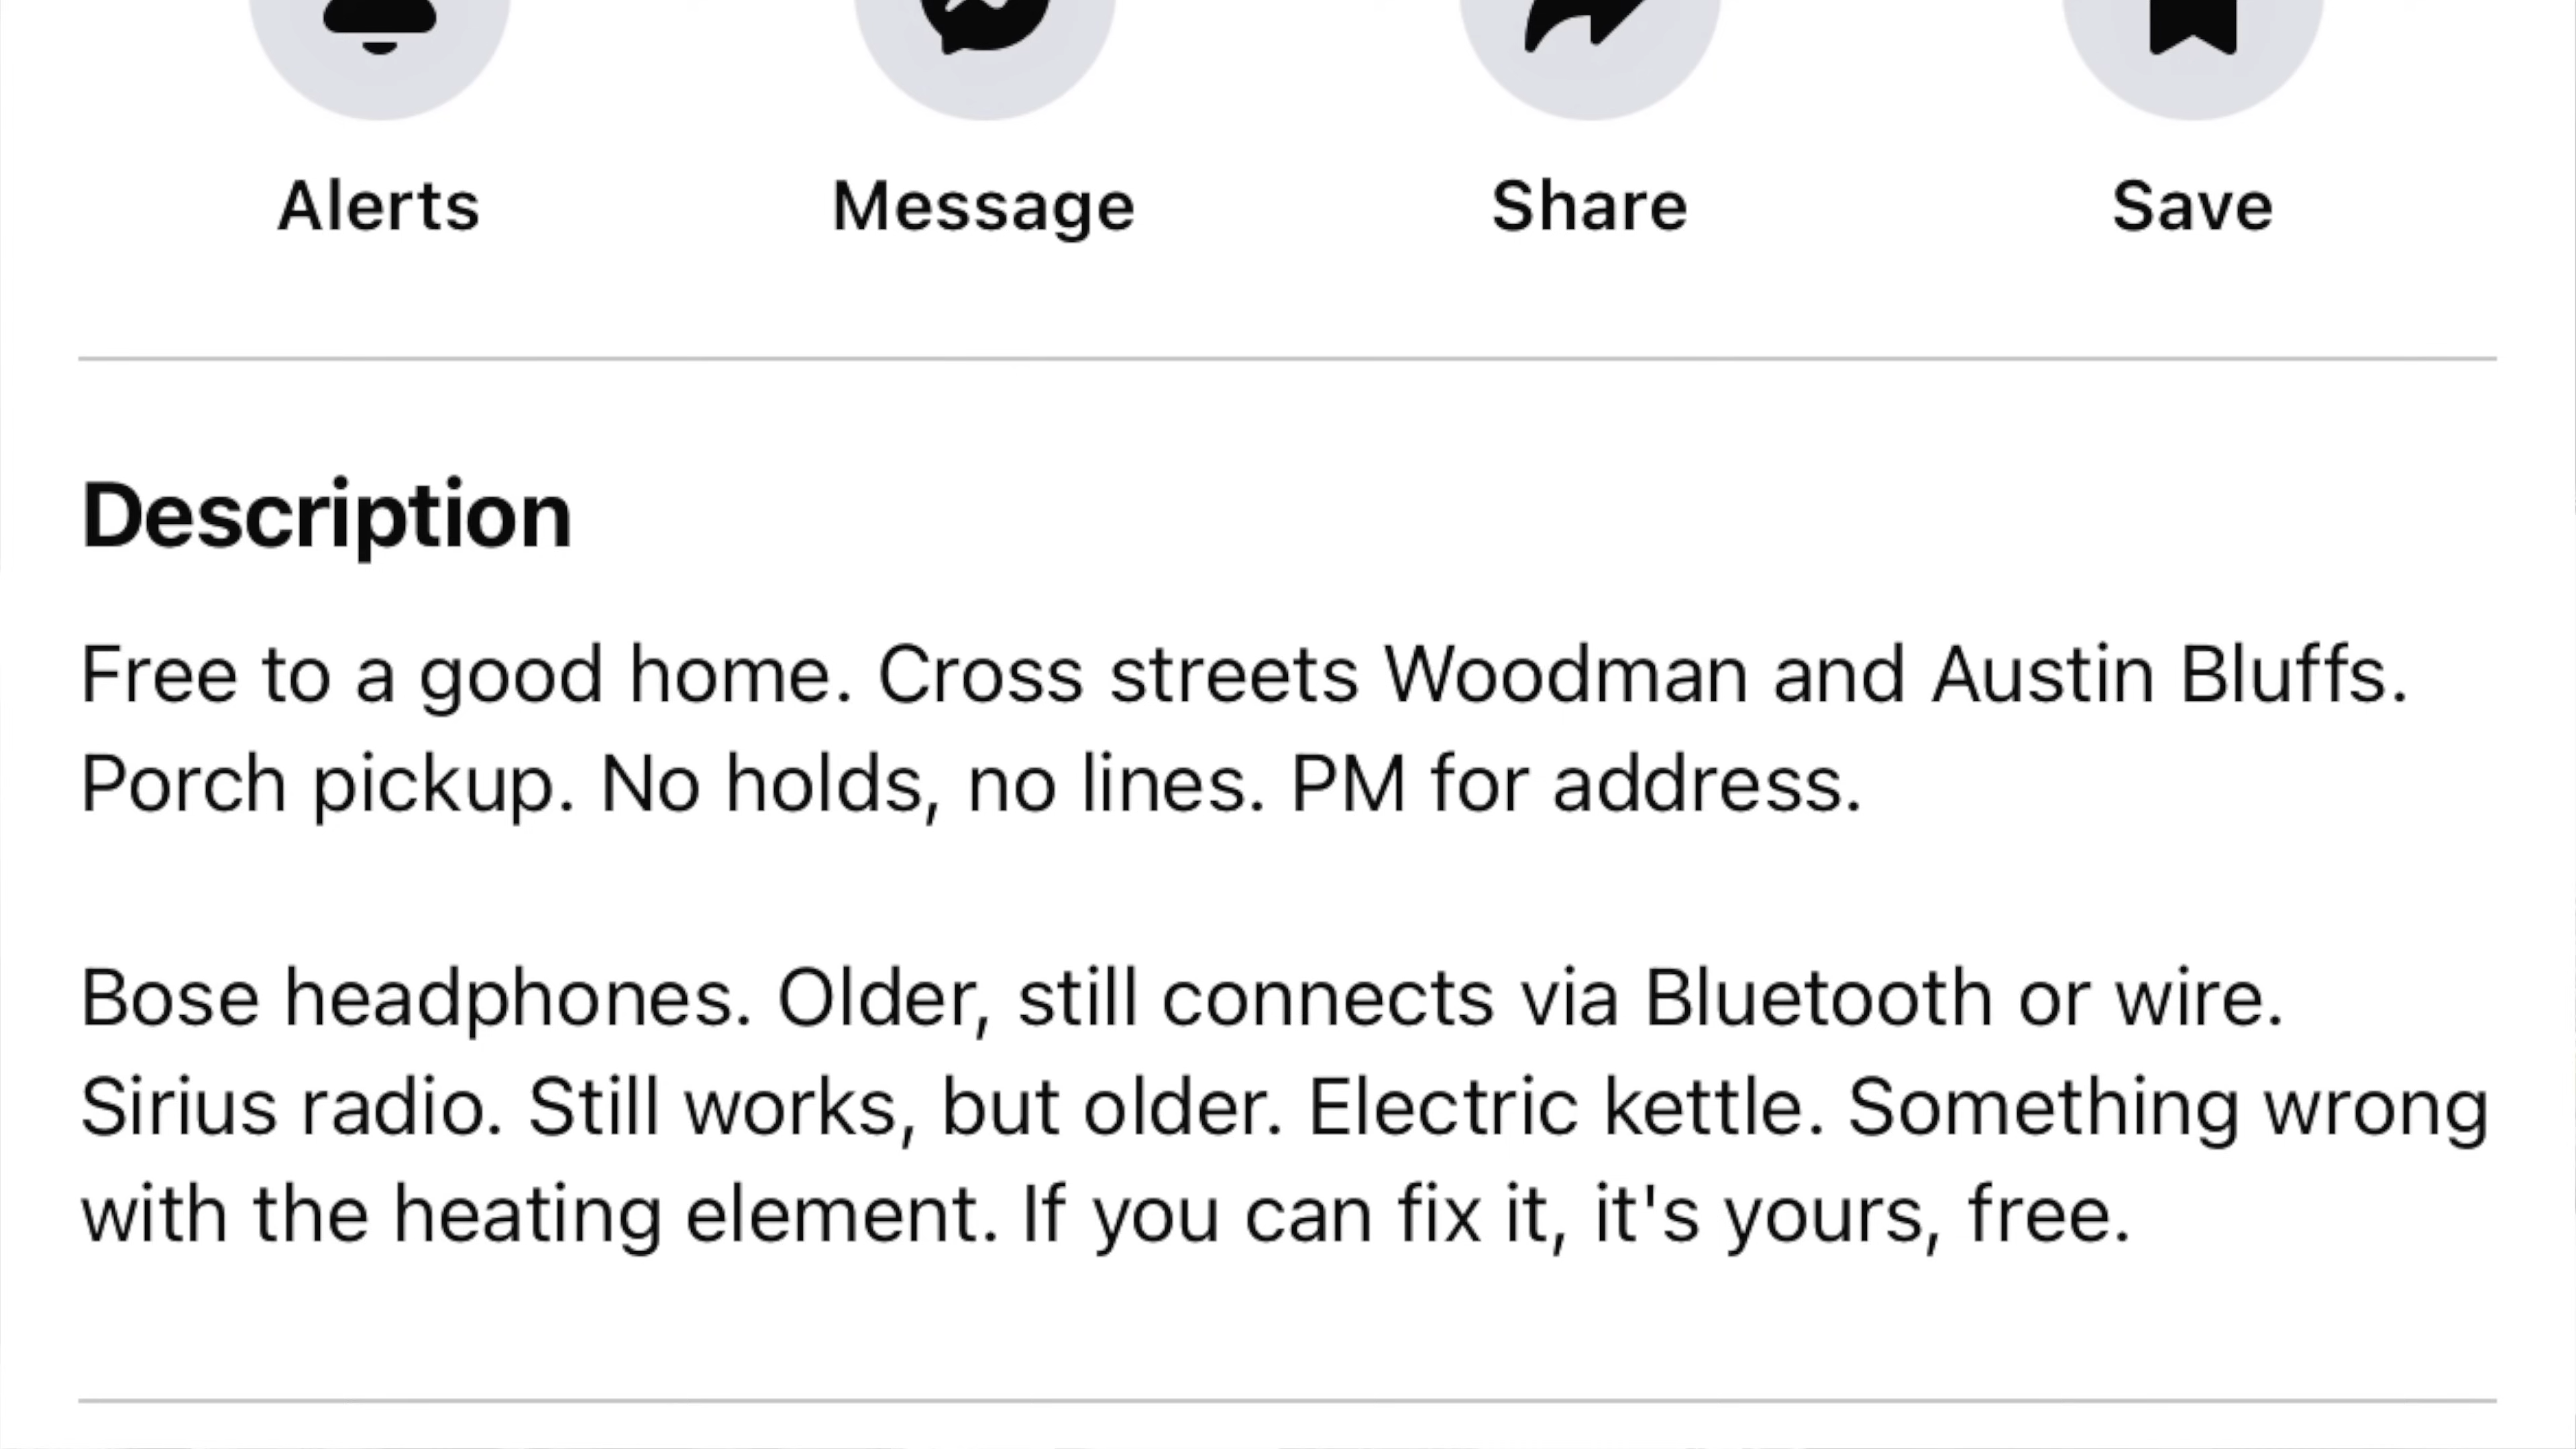 Alerts
Message
Share
Save
Description
Free to a good home. Cross streets Woodman and Austin Bluffs.
Porch pickup. No holds, no lines. PM for address.
Bose headphones. Older, still connects via Bluetooth or wire.
Sirius radio. Still works, but older. Electric kettle. Something wrong
with the heating element. If you can fix it, it's yours, free.